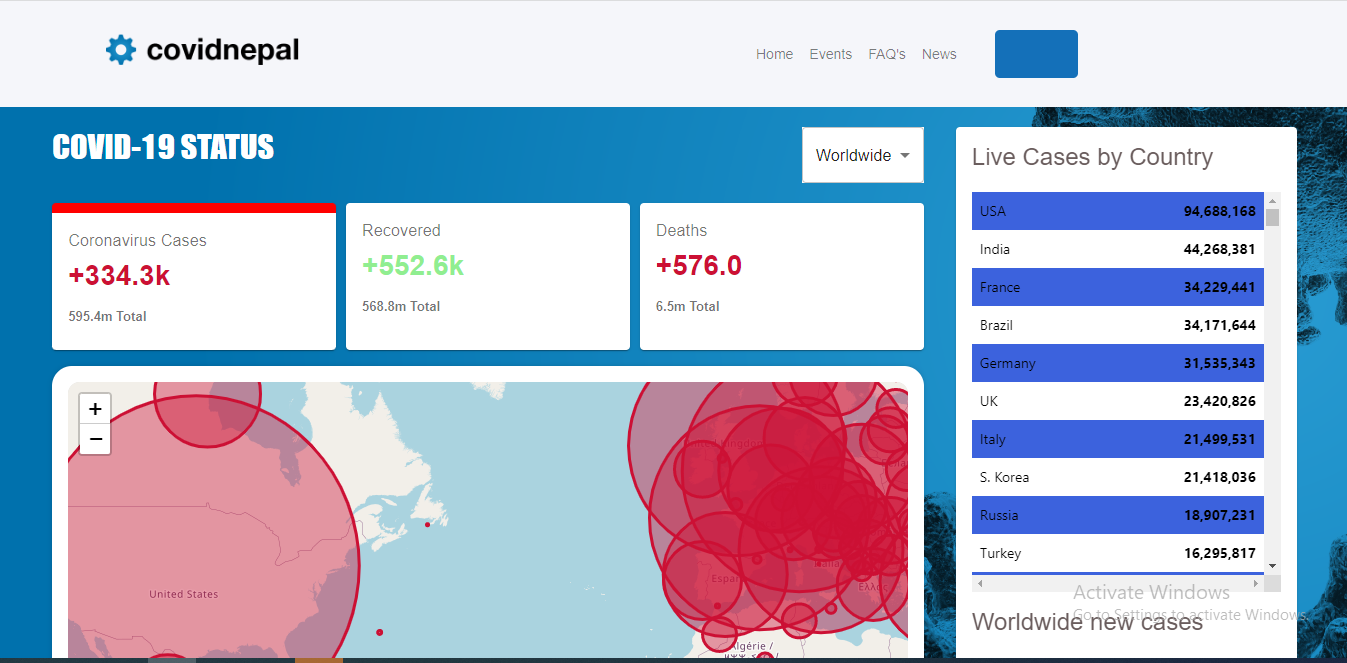 covidnepal
Home Events FAQ's News
COVID-19 STATUS
Worldwide
Coronavirus Cases
+334.3k
595.4m Total
Recovered
+552.6k
568.8m Total
Deaths
+576.0
6.5m Total
+
−
United States
United Kingdom
Ελλάς
Algérie /
Live Cases by Country
USA 94,688,168
India 44,268,381
France 34,229,441
Brazil 34,171,644
Germany 31,535,343
UK 23,420,826
Italy 21,499,531
S. Korea 21,418,036
Russia 18,907,231
Turkey 16,295,817
Activate Windows
Go to Settings to activate Windows.
Worldwide new cases